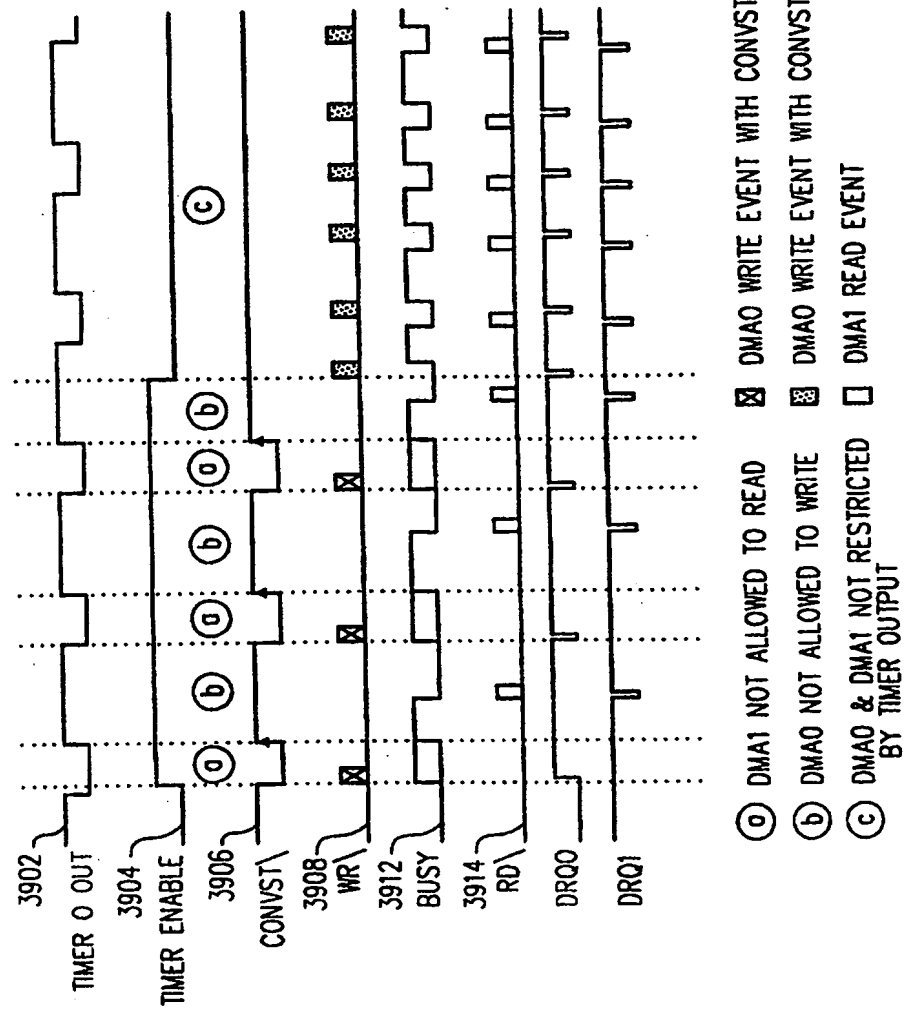 3902
TIMER 0 OUT
3904
TIMER ENABLE
3906
CONVST\
3908
WR\
3912
BUSY
3914
RD\
DRQ0
DRQ1
a
b
a
b
a
b
c
a DMA1 NOT ALLOWED TO READ
b DMA0 NOT ALLOWED TO WRITE
c DMA0 & DMA1 NOT RESTRICTED
BY TIMER OUTPUT
DMA0 WRITE EVENT WITH CONVST
DMA0 WRITE EVENT WITH CONVST
DMA1 READ EVENT